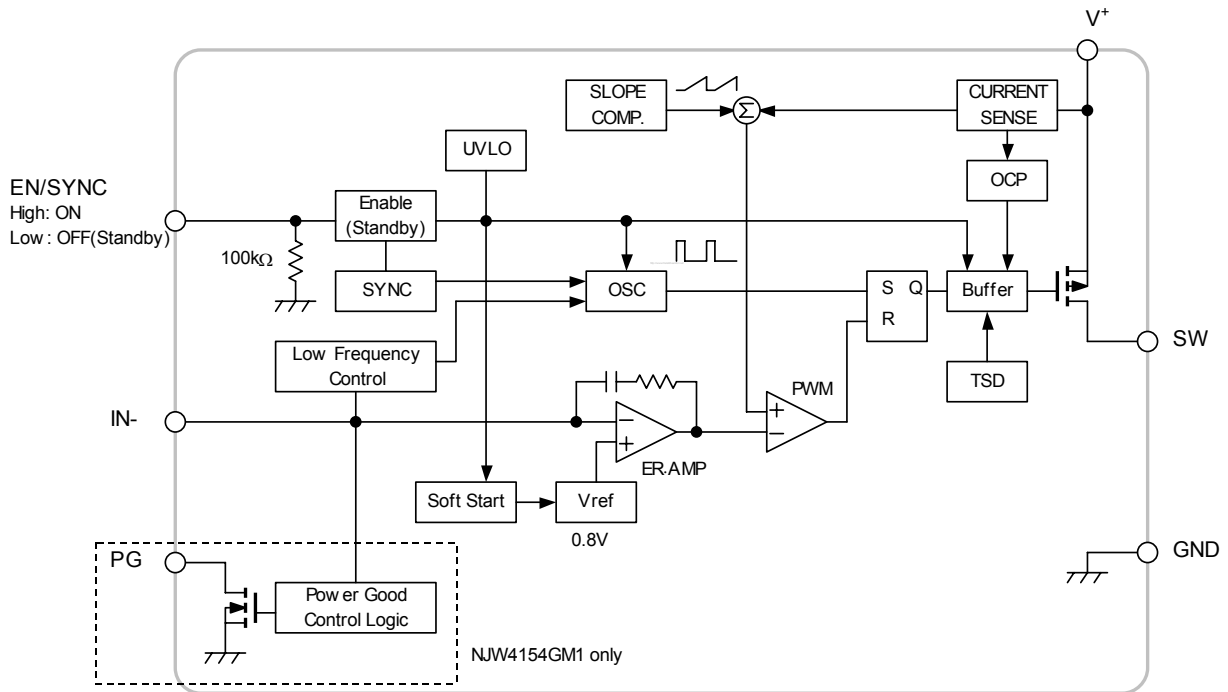 V+
SLOPE
COMP.
Σ
CURRENT
SENSE
UVLO
OCP
EN/SYNC
High: ON
Low : OFF(Standby)
Enable
(Standby)
100kΩ
SYNC
OSC
S Q
R
Buffer
SW
Low Frequency
Control
TSD
PWM
IN-
−
+
+
−
ER.AMP
Soft Start
Vref
0.8V
PG
GND
Power Good
Control Logic
NJW4154GM1 only